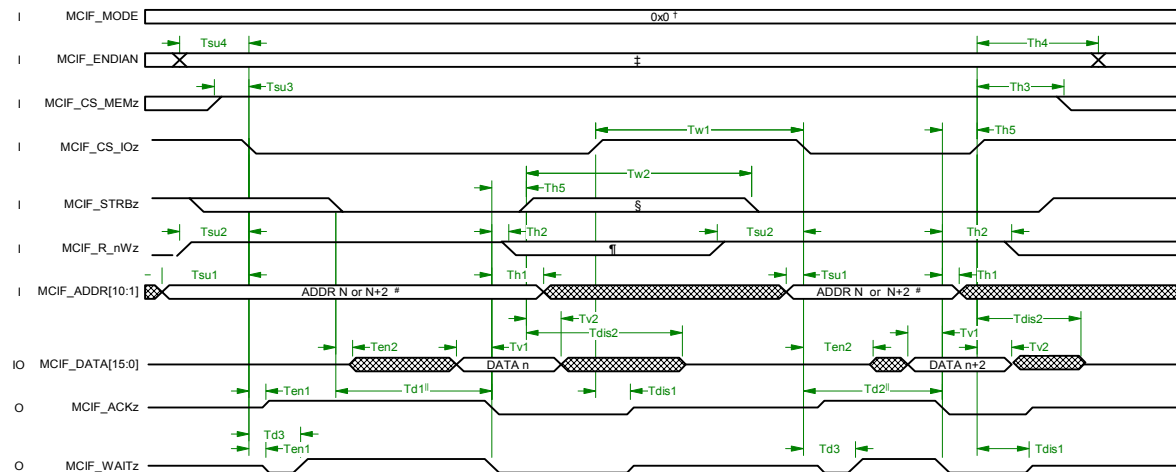 I MCIF_MODE 0x0 †
Tsu4 Th4
I MCIF_ENDIAN ‡
Tsu3 Th3
I MCIF_CS_MEMz
Tw1 Th5
I MCIF_CS_IOz
Tw2
Th5
I MCIF_STRBz §
Tsu2 Th2 Tsu2 Th2
I MCIF_R_nWz ¶
Tsu1 Th1 Tsu1 Th1
I MCIF_ADDR[10:1] ADDR N or N+2 # ADDR N or N+2 #
Tv2 Tdis2
Tdis2
Ten2 Tv1 Ten2 Tv1 Tv2
IO MCIF_DATA[15:0] DATA n DATA n+2
Ten1 Td1|| Tdis1 Td2||
O MCIF_ACKz
Td3 Td3 Tdis1
Ten1
O MCIF_WAITz